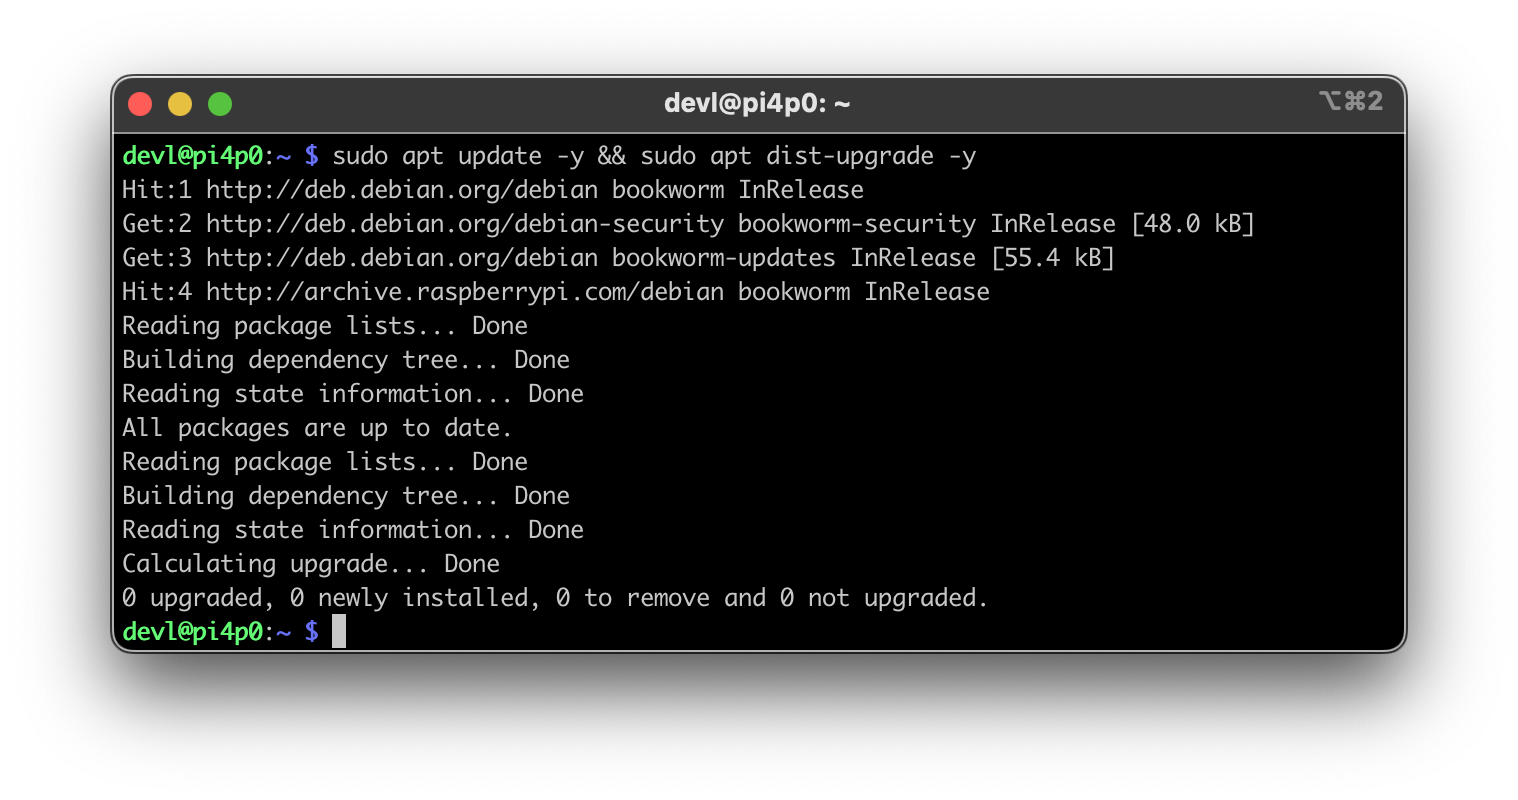 devl@pi4p0: ~
⌥⌘2
devl@pi4p0:~ $ sudo apt update -y && sudo apt dist-upgrade -y
Hit:1 http://deb.debian.org/debian bookworm InRelease
Get:2 http://deb.debian.org/debian-security bookworm-security InRelease [48.0 kB]
Get:3 http://deb.debian.org/debian bookworm-updates InRelease [55.4 kB]
Hit:4 http://archive.raspberrypi.com/debian bookworm InRelease
Reading package lists... Done
Building dependency tree... Done
Reading state information... Done
All packages are up to date.
Reading package lists... Done
Building dependency tree... Done
Reading state information... Done
Calculating upgrade... Done
0 upgraded, 0 newly installed, 0 to remove and 0 not upgraded.
devl@pi4p0:~ $